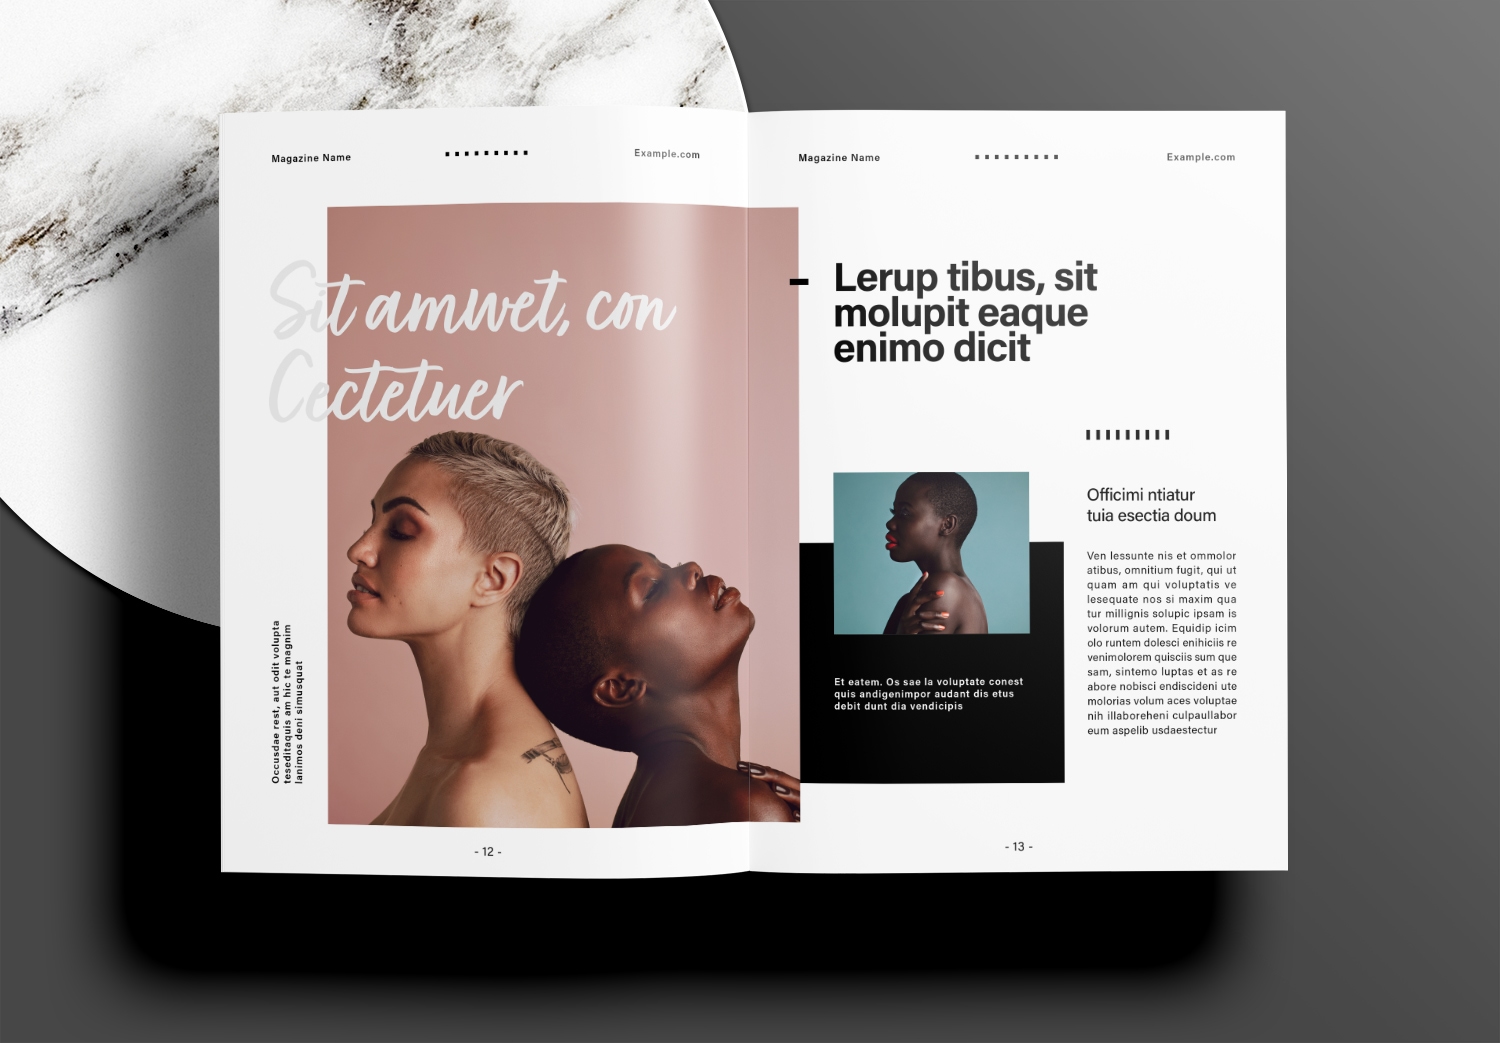 Magazine Name
Example.com
Sit amwet, con
Cectetuer
Occusdae rest, aut odit volupta
teseditaquis am hic te magnim
lanimos deni simusquat
- 12 -
Magazine Name
Example.com
Lerup tibus, sit
molupit eaque
enimo dicit
Et eatem. Os sae la voluptate conest
quis andigenimpor audant dis etus
debit dunt dia vendicipis
Officimi ntiatur
tuia esectia doum
Ven lessunte nis et ommolor
atibus, omnitium fugit, qui ut
quam am qui voluptatis ve
lesequate nos si maxim qua
tur millignis solupic ipsam is
volorum autem. Equidip icim
olo runtem dolesci enihiciis re
venimolorem quisciis sum que
sam, sintemo luptas et as re
abore nobisci endiscideni ute
molorias volum aces voluptae
nih illaboreheni culpaullabor
eum aspelib usdaestectur
- 13 -